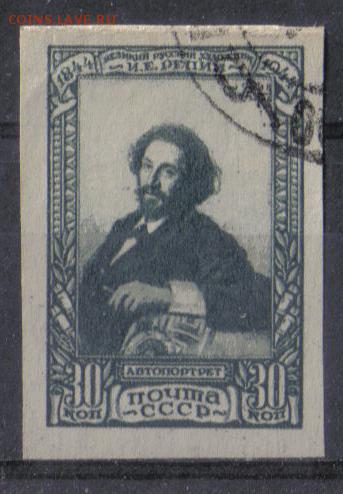 COINS.LAVE.RU
1844 ВЕЛИКИЙ РУССКИЙ ХУДОЖНИК 1944
И.Е. РЕПИН
АВТОПОРТРЕТ
30 КОП ПОЧТА СССР 30 КОП